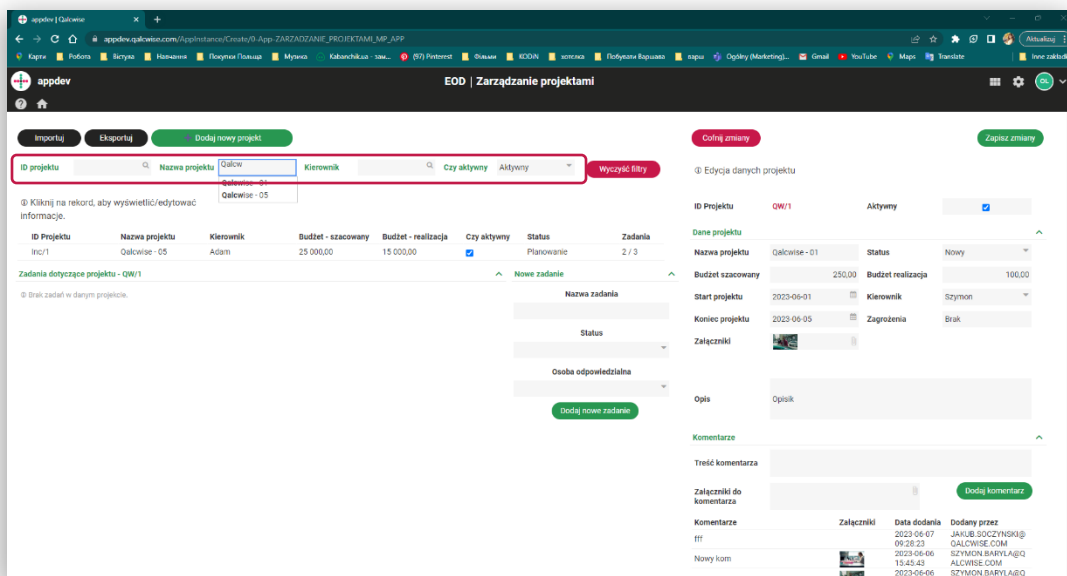 appdev | Qalcwise
appdev.qalcwise.com/AppInstance/Create/0-App-ZARZADZANIE_PROJEKTAMI_MP_APP
Aktualizuj
Карти Робота Вістуха Навчання Покупки Польща Музика Kabanchik.ua - зам... (97) Pinterest Фільми KODiN хотєлка Побувати Варшава Ogólny (Marketing)... Gmail YouTube Maps Translate Inne zakład
appdev EOD | Zarządzanie projektami OL
Importuj Eksportuj Dodaj nowy projekt Cofnij zmiany Zapisz zmiany
ID projektu Nazwa projektu Qalcw Kierownik Czy aktywny Aktywny Wyczyść filtry
Qalcwise - 01
Qalcwise - 05
Kliknij na rekord, aby wyświetlić/edytować
informacje.
ID Projektu Nazwa projektu Kierownik Budżet - szacowany Budżet - realizacja Czy aktywny Status Zadania
Inc/1 Qalcwise - 05 Adam 25 000,00 15 000,00 Planowanie 2 / 3
Zadania dotyczące projektu - QW/1
Brak zadań w danym projekcie.
Nowe zadanie
Nazwa zadania
Status
Osoba odpowiedzialna
Dodaj nowe zadanie
Edycja danych projektu
ID Projektu QW/1 Aktywny
Dane projektu
Nazwa projektu Qalcwise - 01 Status Nowy
Budżet szacowany 250,00 Budżet realizacja 100,00
Start projektu 2023-06-01 Kierownik Szymon
Koniec projektu 2023-06-05 Zagrożenia Brak
Załączniki
Opis Opisik
Komentarze
Treść komentarza
Załączniki do
komentarza
Dodaj komentarz
Komentarze Załączniki Data dodania Dodany przez
fff 2023-06-07 JAKUB.SOCZYNSKI@
09:28:23 QALCWISE.COM
Nowy kom 2023-06-06 SZYMON.BARYLA@Q
15:45:43 ALCWISE.COM
2023-06-06 SZYMON.BARYLA@Q